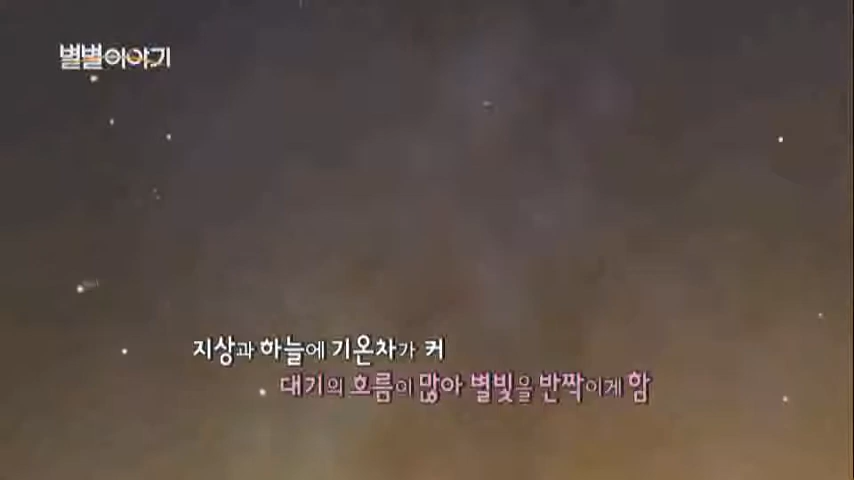 별별이야기
지상과 하늘에 기온차가 커
대기의 흐름이 많아 별빛을 반짝이게 함